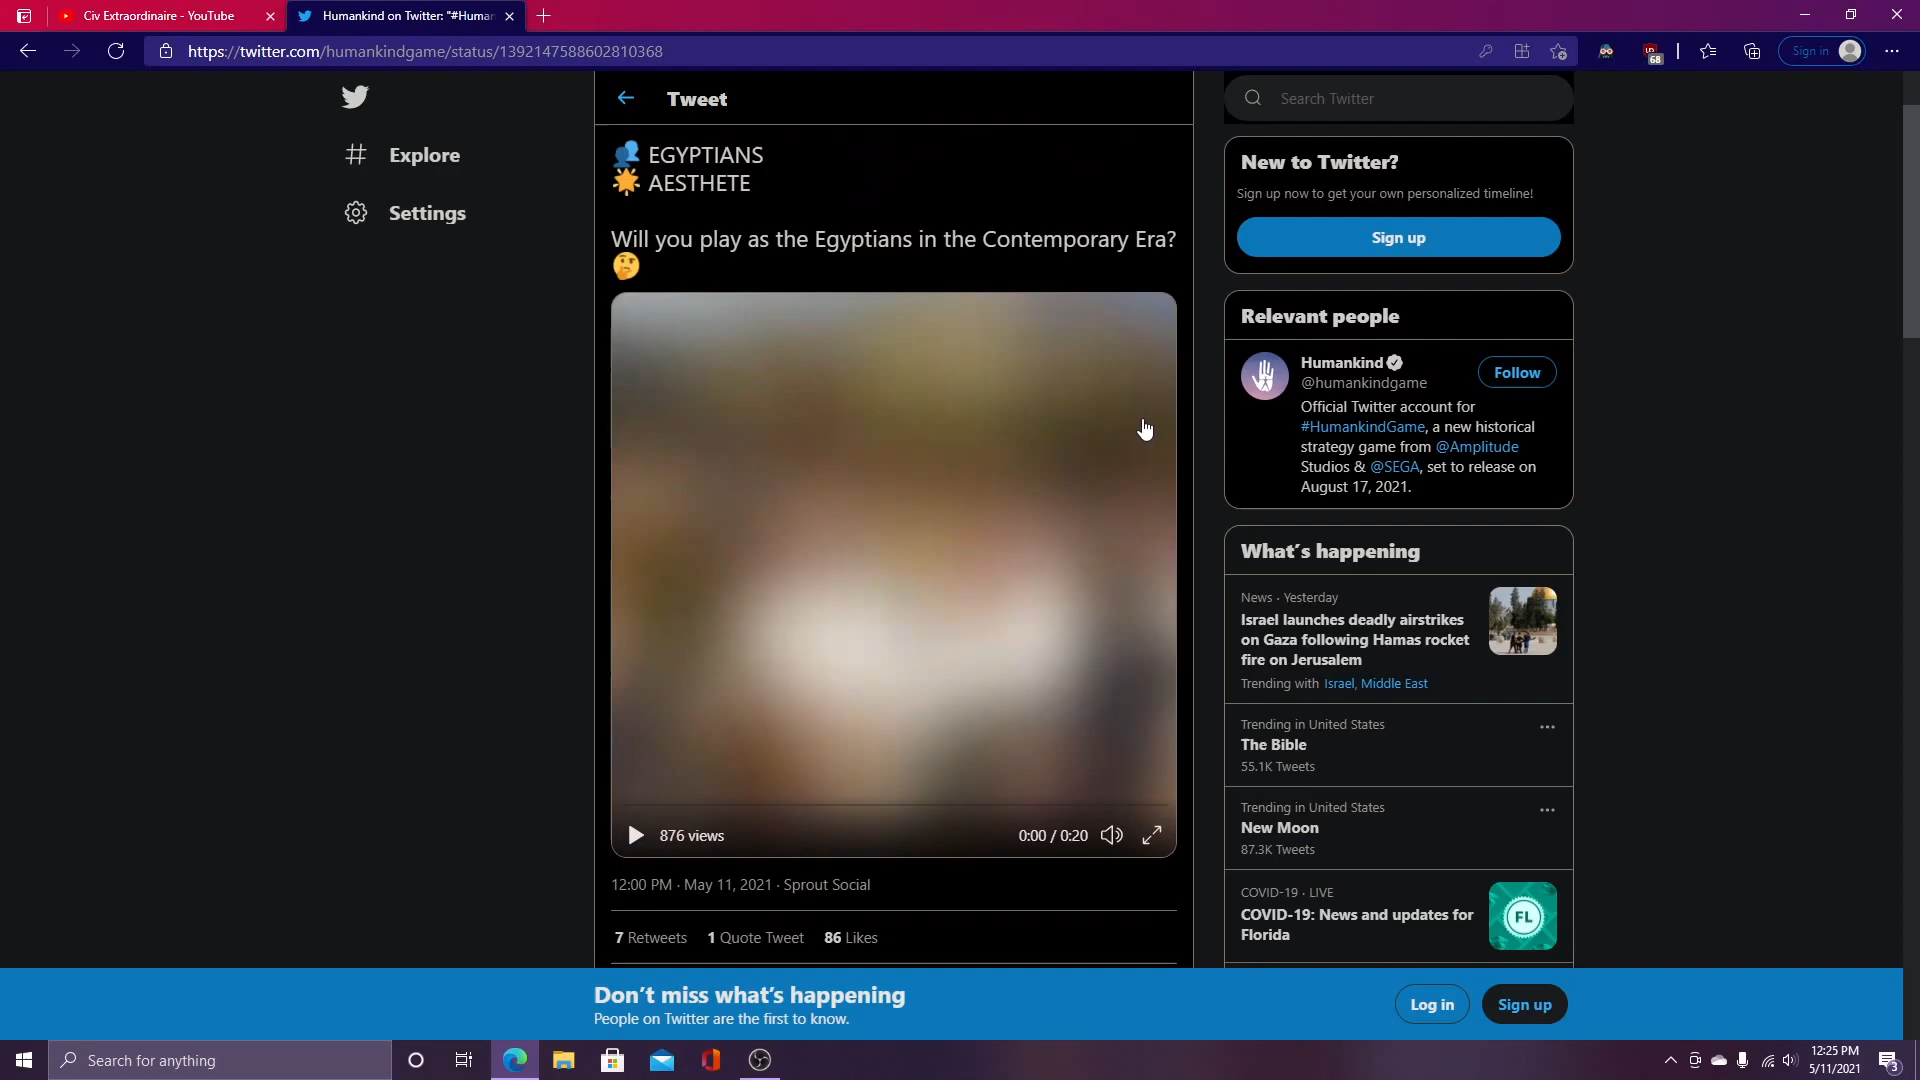 Civ Extraordinaire - YouTube
Humankind on Twitter: "#Human
https://twitter.com/humankindgame/status/1392147588602810368
68
Sign in
Explore
Settings
Tweet
EGYPTIANS
AESTHETE
Will you play as the Egyptians in the Contemporary Era?
876 views
0:00 / 0:20
12:00 PM · May 11, 2021 · Sprout Social
7 Retweets 1 Quote Tweet 86 Likes
Search Twitter
New to Twitter?
Sign up now to get your own personalized timeline!
Sign up
Relevant people
Humankind
@humankindgame
Follow
Official Twitter account for
#HumankindGame, a new historical
strategy game from @Amplitude
Studios & @SEGA, set to release on
August 17, 2021.
What's happening
News · Yesterday
Israel launches deadly airstrikes
on Gaza following Hamas rocket
fire on Jerusalem
Trending with Israel, Middle East
Trending in United States
The Bible
55.1K Tweets
Trending in United States
New Moon
87.3K Tweets
COVID-19 · LIVE
COVID-19: News and updates for
Florida
FL
Don't miss what's happening
People on Twitter are the first to know.
Log in
Sign up
Search for anything
12:25 PM
5/11/2021
3